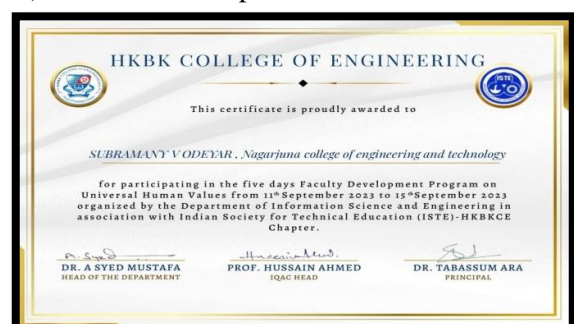 HKBK COLLEGE OF ENGINEERING
ISTE
This certificate is proudly awarded to
SUBRAMANY V ODEYAR , Nagarjuna college of engineering and technology
for participating in the five days Faculty Development Program on
Universal Human Values from 11th September 2023 to 15th September 2023
organized by the Department of Information Science and Engineering in
association with Indian Society for Technical Education (ISTE)-HKBKCE
Chapter.
DR. A SYED MUSTAFA
HEAD OF THE DEPARTMENT
PROF. HUSSAIN AHMED
IQAC HEAD
DR. TABASSUM ARA
PRINCIPAL